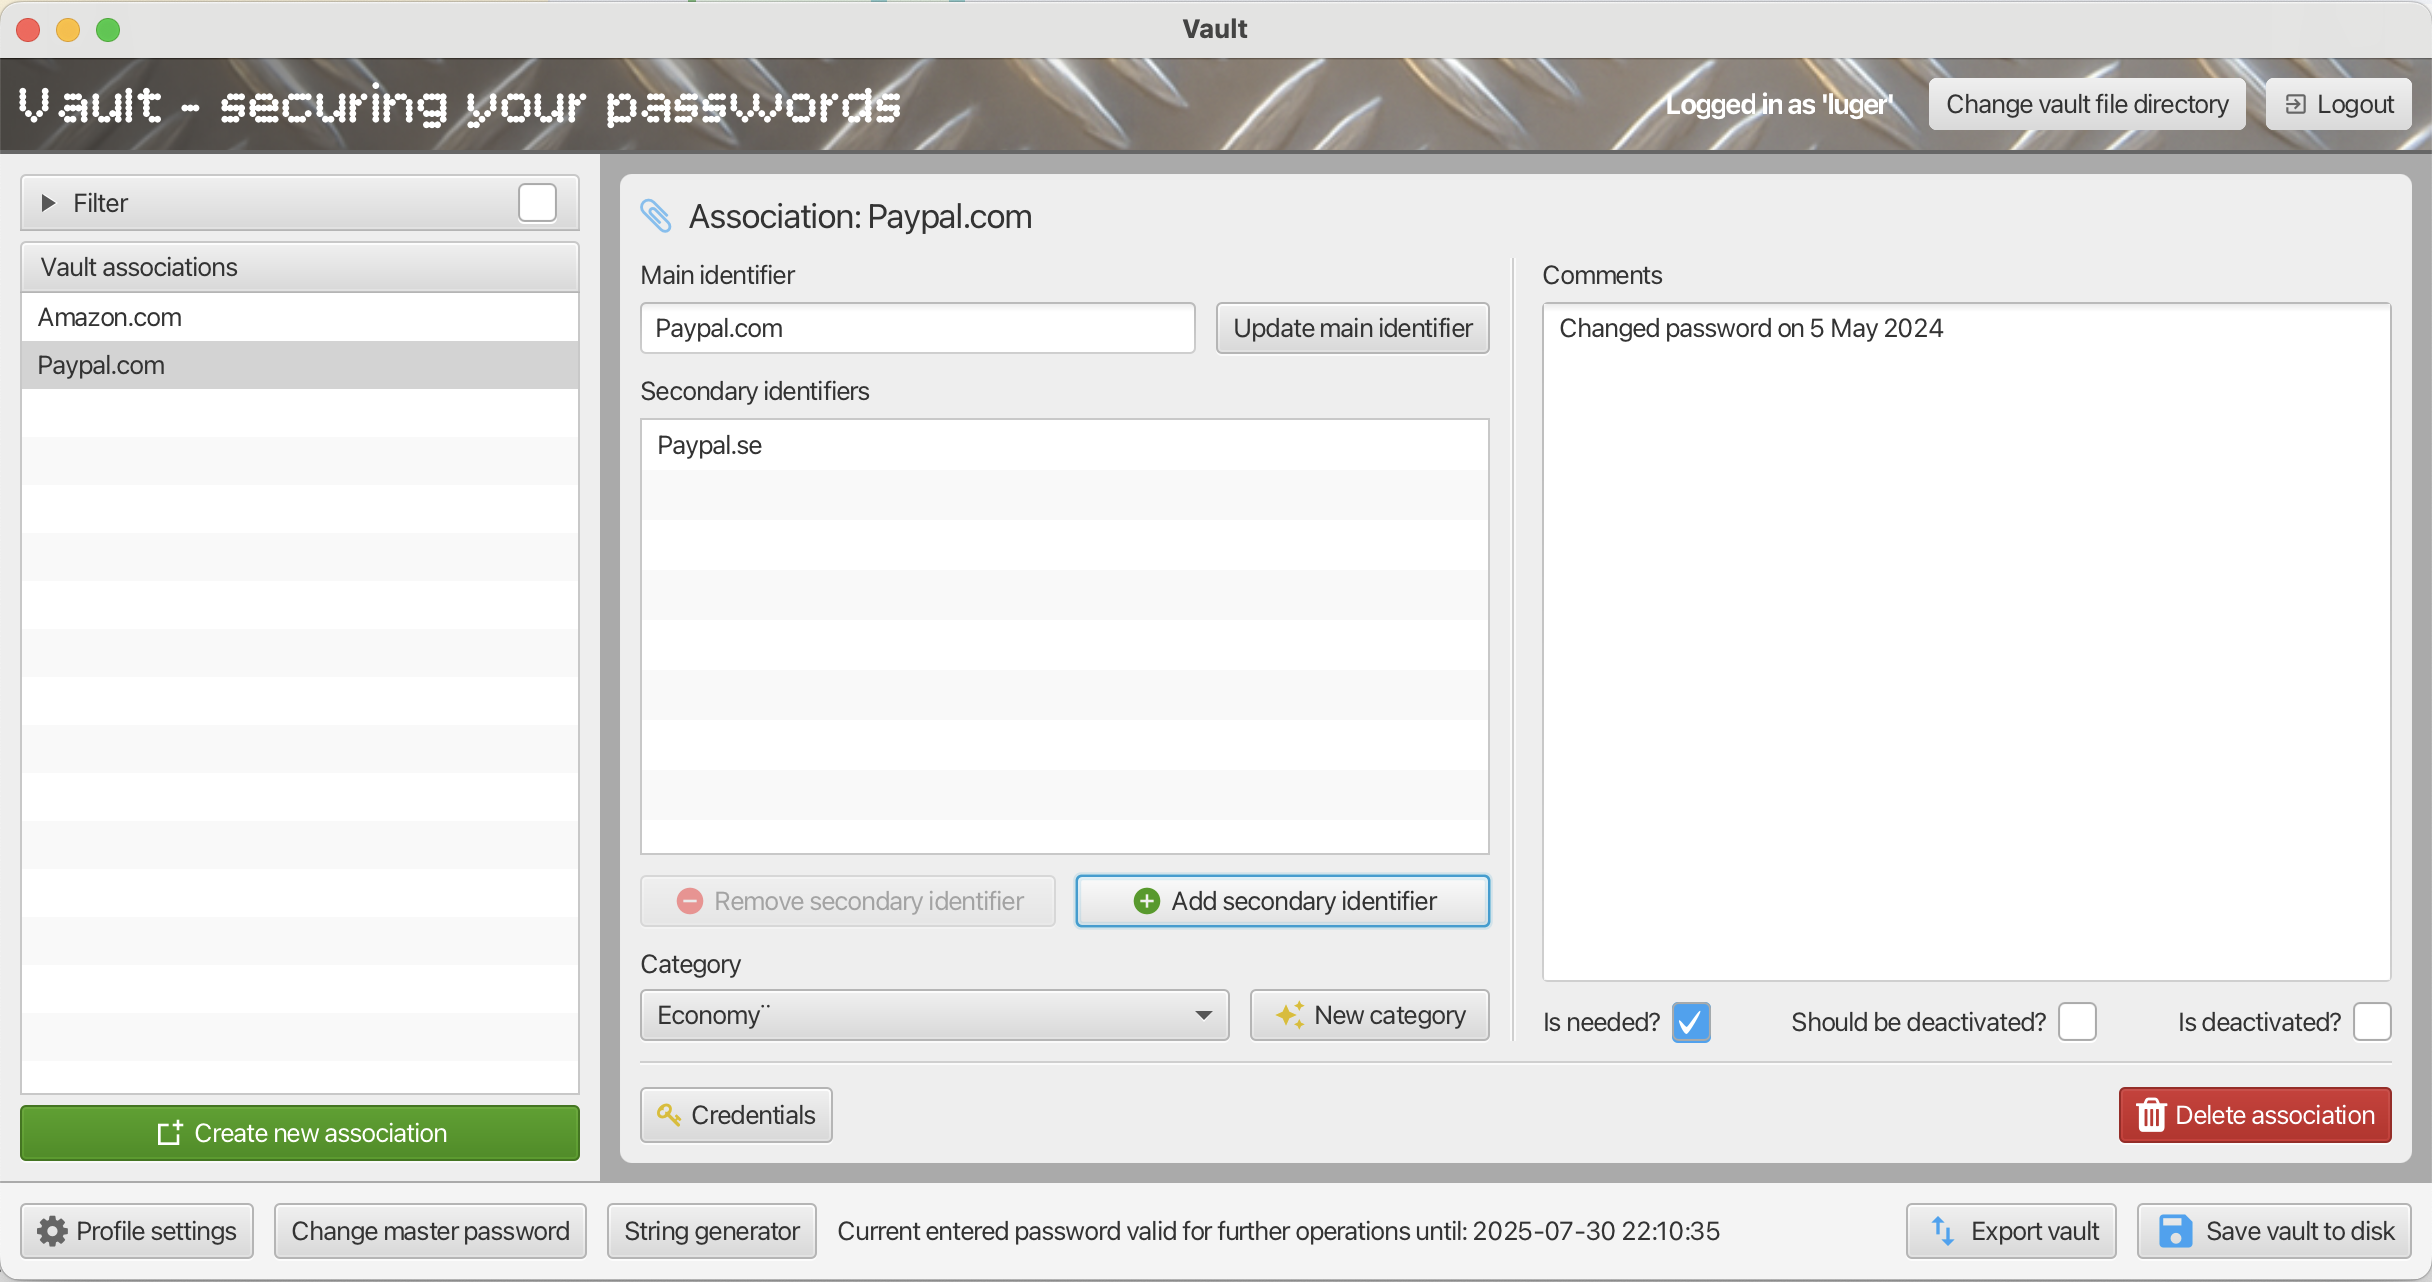 Vault
Vault - securing your passwords
Logged in as 'luger'
Change vault file directory
Logout
Filter
Vault associations
Amazon.com
Paypal.com
Association: Paypal.com
Main identifier
Paypal.com
Update main identifier
Secondary identifiers
Paypal.se
Remove secondary identifier
Add secondary identifier
Category
Economy¨
New category
Comments
Changed password on 5 May 2024
Is needed?
Should be deactivated?
Is deactivated?
Credentials
Delete association
Create new association
Profile settings
Change master password
String generator
Current entered password valid for further operations until: 2025-07-30 22:10:35
Export vault
Save vault to disk